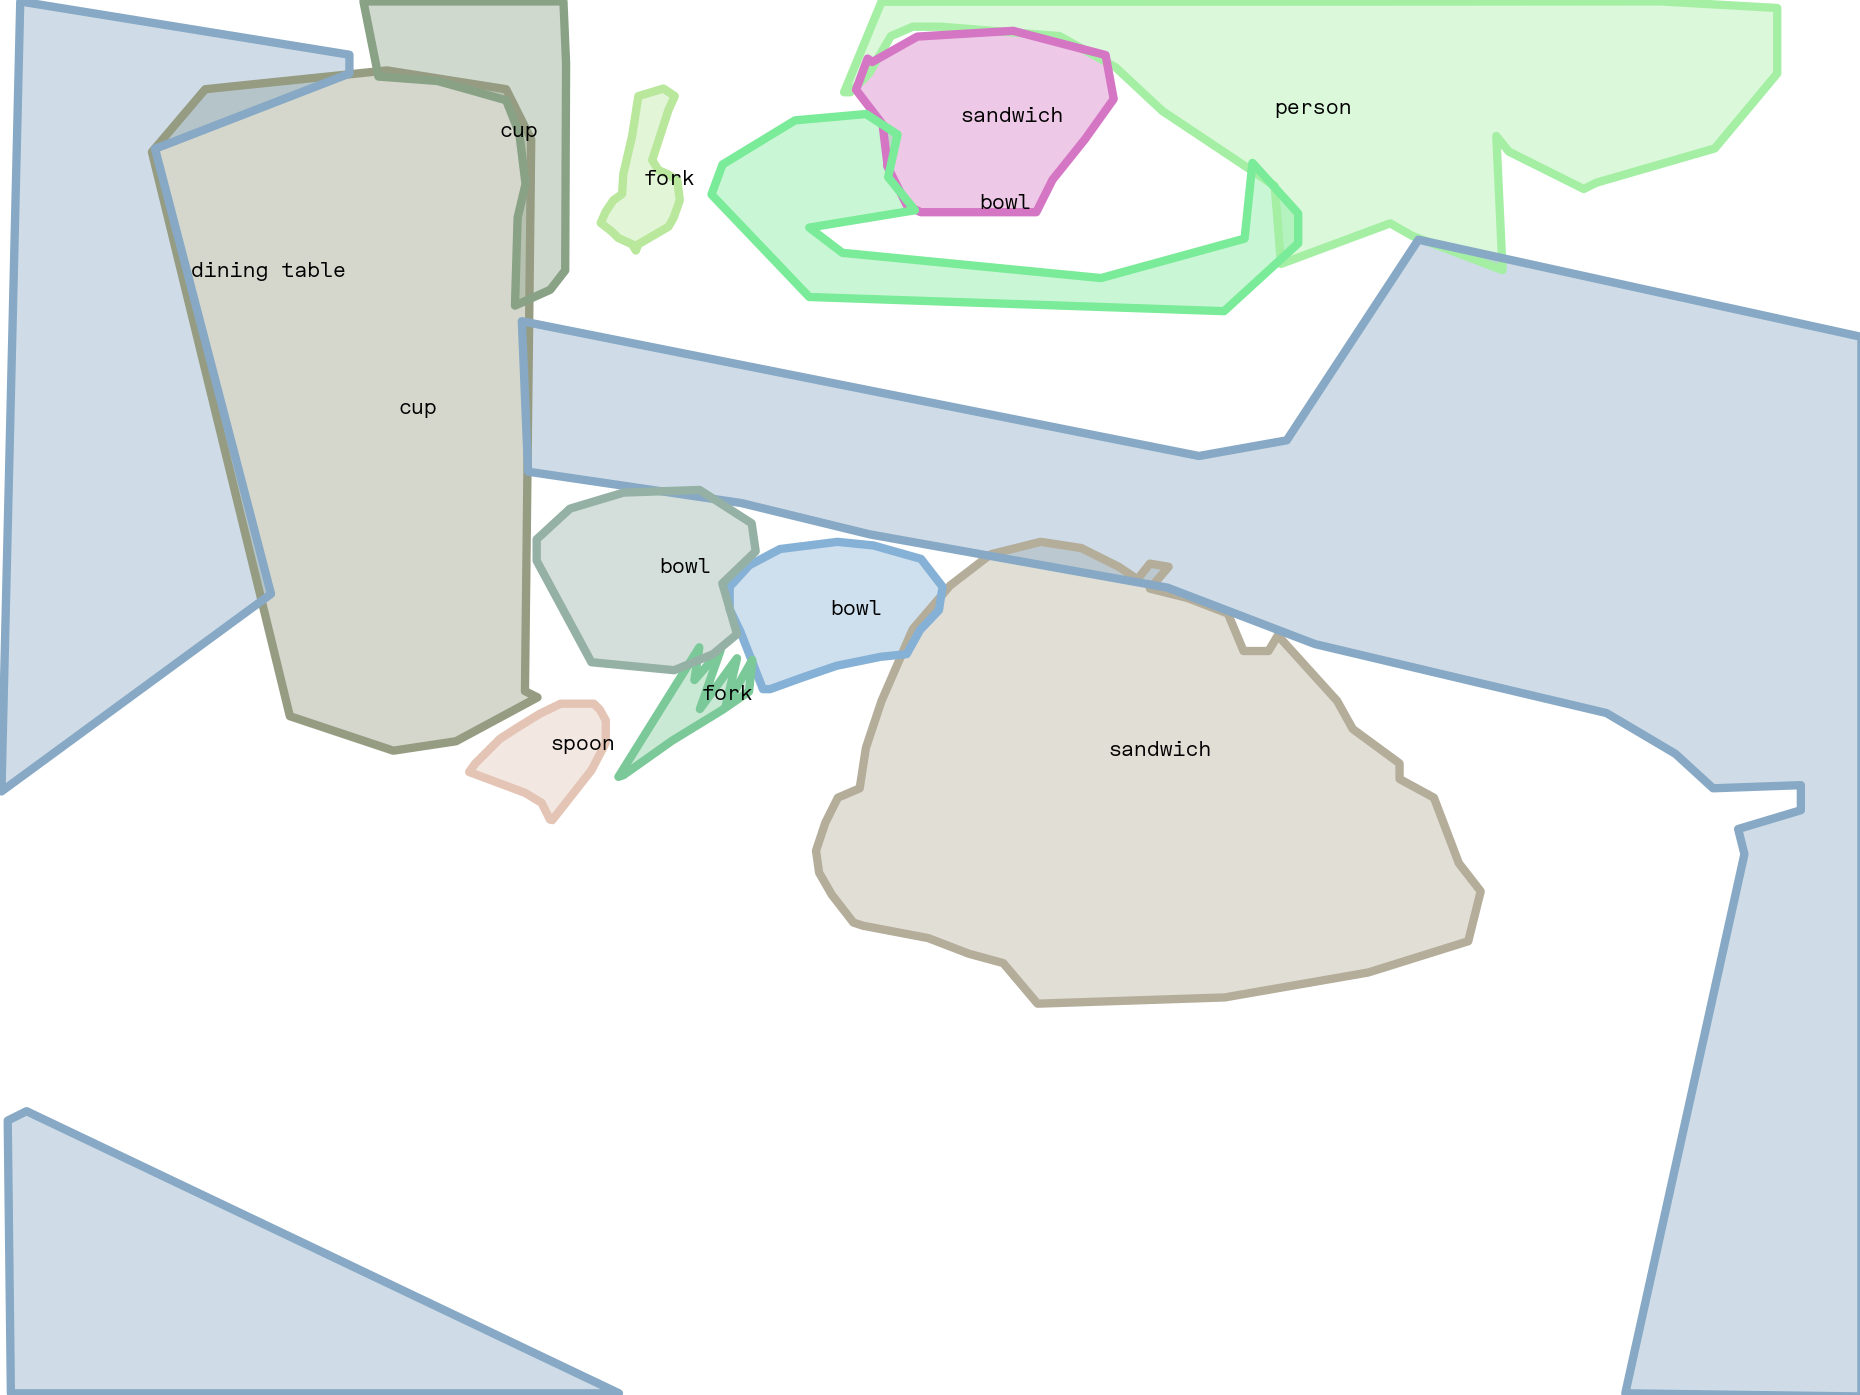 person
sandwich
cup
fork
bowl
dining table
cup
bowl
bowl
fork
spoon
sandwich